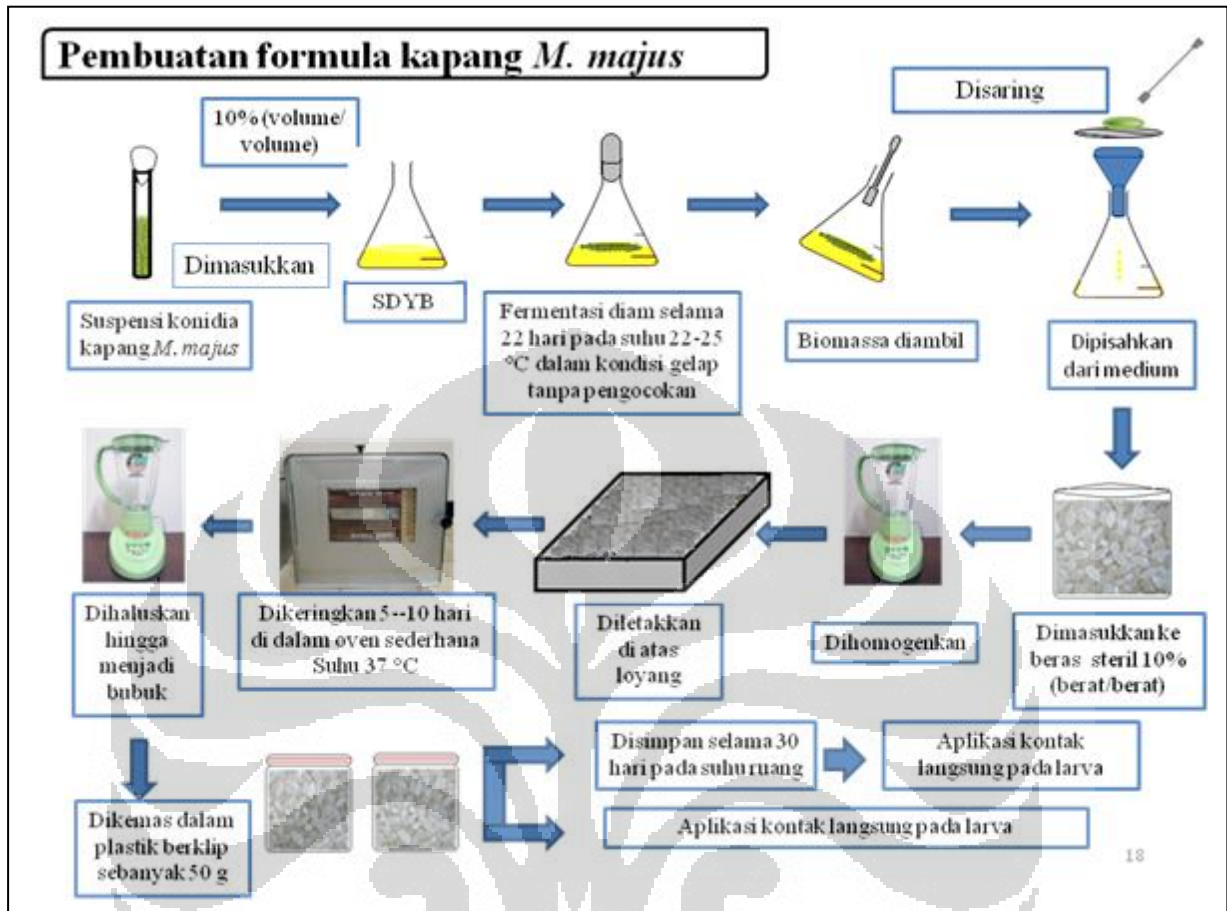 Pembuatan formula kapang M. majus
10% (volume/
volume)
Dimasukkan
Suspensi konidia
kapang M. majus
SDYB
Fermentasi diam selama
22 hari pada suhu 22-25
°C dalam kondisi gelap
tanpa pengocokan
Biomassa diambil
Disaring
Dipisahkan
dari medium
Dimasukkan ke
beras steril 10%
(berat/berat)
Dihomogenkan
Diletakkan
di atas
loyang
Dikeringkan 5--10 hari
di dalam oven sederhana
Suhu 37 °C
Dihaluskan
hingga
menjadi
bubuk
Dikemas dalam
plastik berklip
sebanyak 50 g
Disimpan selama 30
hari pada suhu ruang
Aplikasi kontak
langsung pada larva
Aplikasi kontak langsung pada larva
18